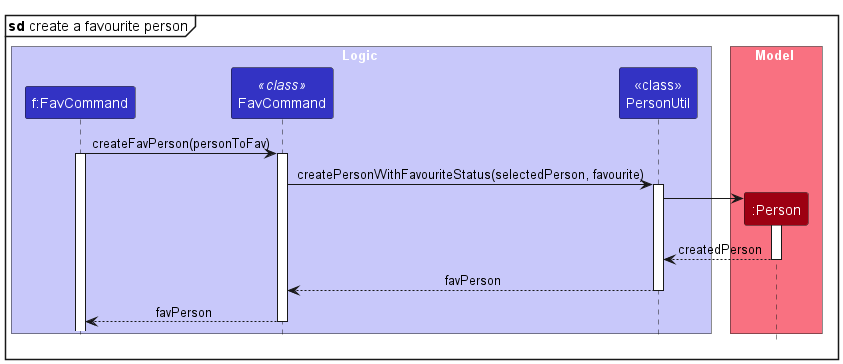 sd create a favourite person
Logic
Model
f:FavCommand
«class»
FavCommand
«class»
PersonUtil
createFavPerson(personToFav)
createPersonWithFavouriteStatus(selectedPerson, favourite)
:Person
createdPerson
favPerson
favPerson